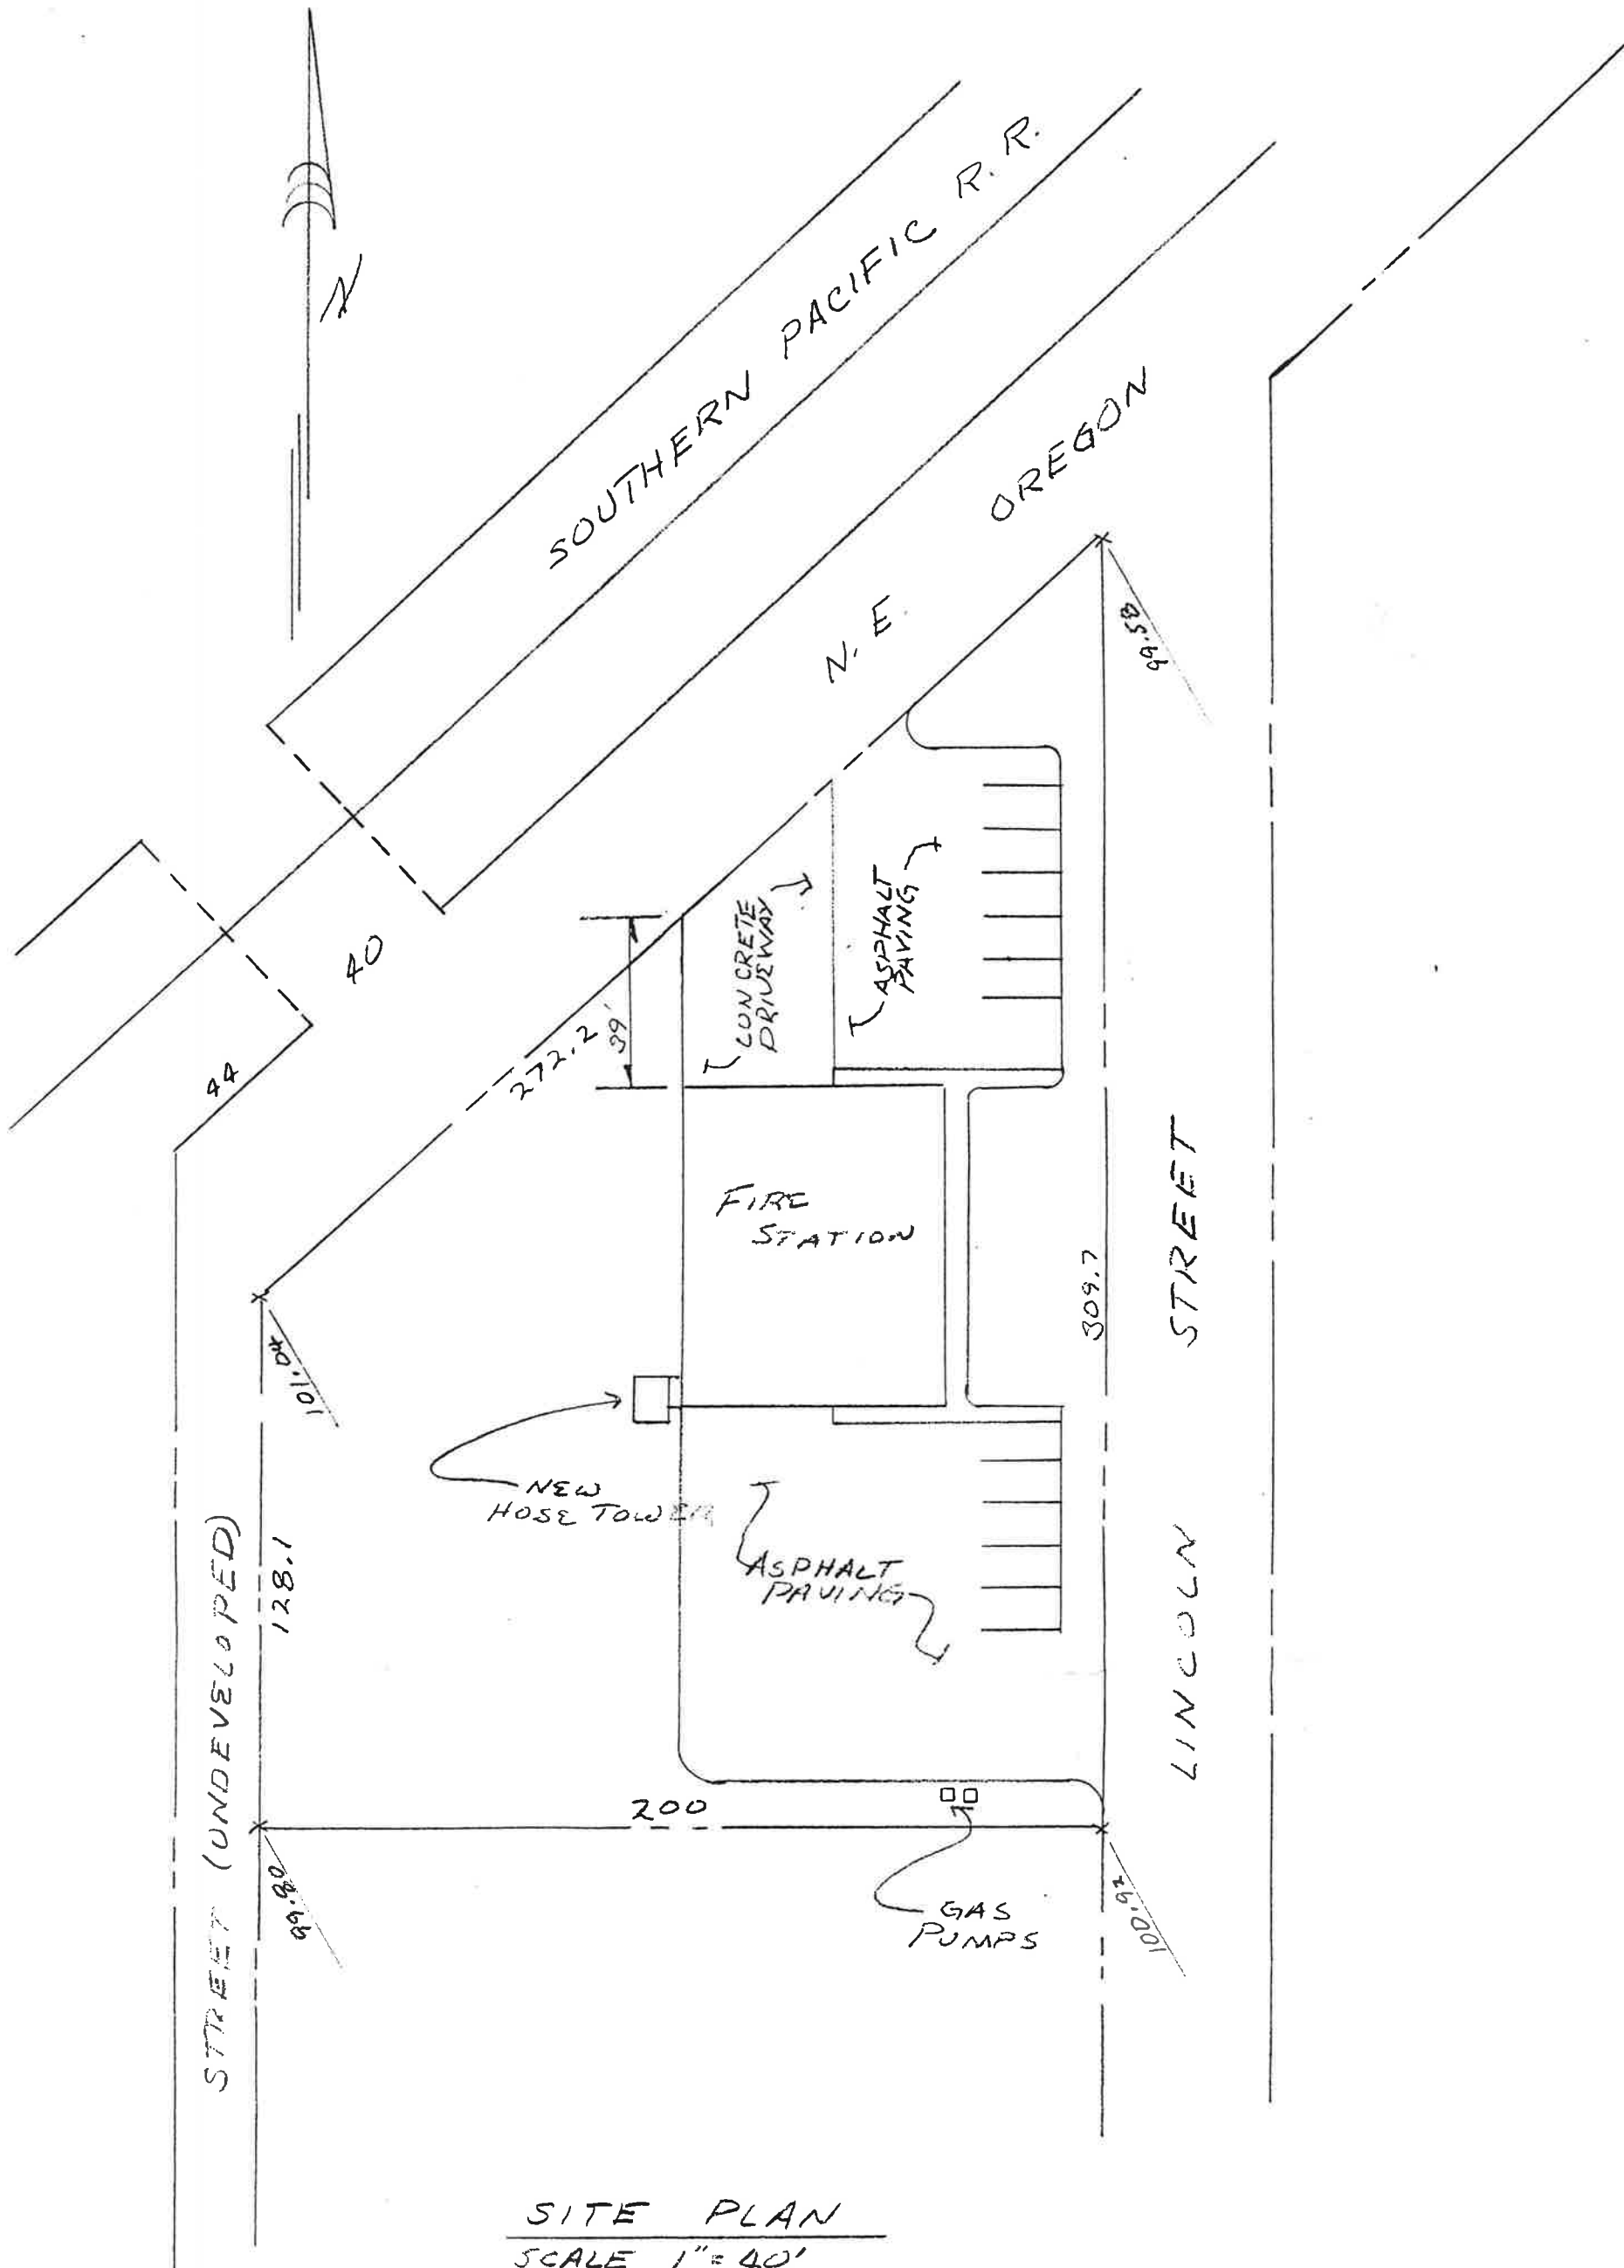 N
SOUTHERN PACIFIC R.R.
N.E. OREGON
99.53
40
44
272.2
39'
CONCRETE
DRIVEWAY
ASPHALT
PAVING
FIRE
STATION
101.04
309.7
LINCOLN STREET
NEW
HOSE TOWER
128.1
STREET (UNDEVELOPED)
ASPHALT
PAVING
200
99.80
GAS
PUMPS
100.92
SITE PLAN
SCALE 1"=40'